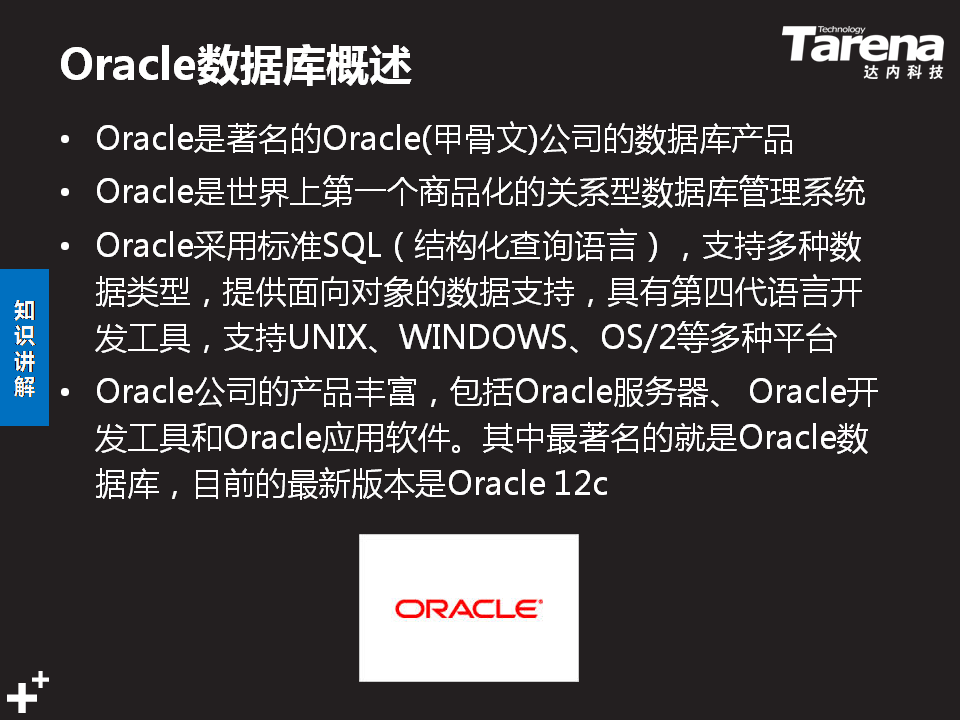 Oracle数据库概述
Technology
Tarena
达内科技
• Oracle是著名的Oracle(甲骨文)公司的数据库产品
• Oracle是世界上第一个商品化的关系型数据库管理系统
• Oracle采用标准SQL（结构化查询语言），支持多种数
据类型，提供面向对象的数据支持，具有第四代语言开
发工具，支持UNIX、WINDOWS、OS/2等多种平台
• Oracle公司的产品丰富，包括Oracle服务器、 Oracle开
发工具和Oracle应用软件。其中最著名的就是Oracle数
据库，目前的最新版本是Oracle 12c
知识讲解
ORACLE®